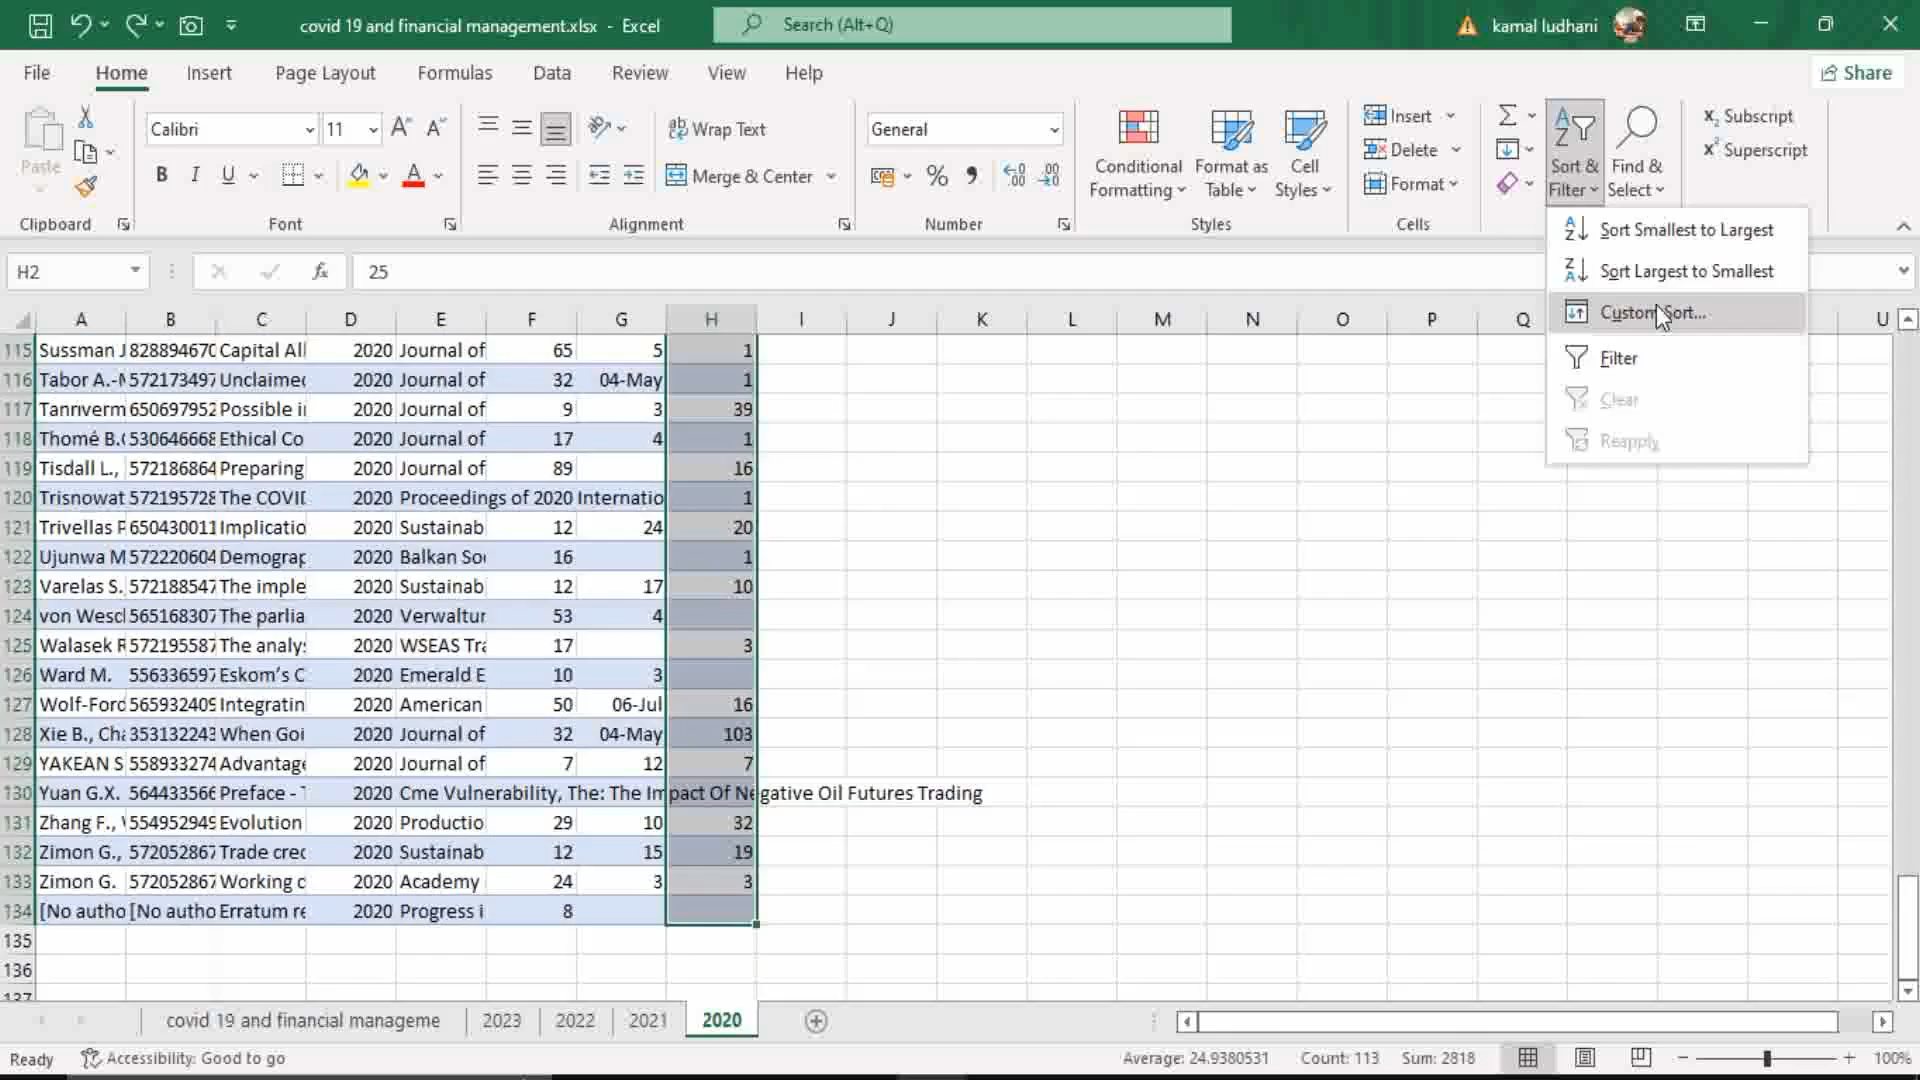 covid 19 and financial management.xlsx - Excel
Search (Alt+Q)
kamal ludhani
File Home Insert Page Layout Formulas Data Review View Help
Share
Paste
Calibri 11
Wrap Text
General
Conditional Formatting
Format as Table
Cell Styles
Insert
Delete
Format
Sort & Filter
Find & Select
Subscript
Superscript
B I U
Merge & Center
Clipboard Font Alignment Number Styles Cells
Sort Smallest to Largest
Sort Largest to Smallest
Custom Sort...
Filter
Clear
Reapply
H2 fx 25
A B C D E F G H I J K L M N O P Q U
115 Sussman J 828894670 Capital All 2020 Journal of 65 5 1
116 Tabor A.-N 572173497 Unclaimed 2020 Journal of 32 04-May 1
117 Tannverm 650697952 Possible i 2020 Journal of 9 3 39
118 Thomé B.C 530646668 Ethical Co 2020 Journal of 17 4 1
119 Tisdall L., 572186864 Preparing 2020 Journal of 89 16
120 Trisnowat 572195728 The COVID 2020 Proceedings of 2020 Internatio 1
121 Trivellas P 650430011 Implicatio 2020 Sustainab 12 24 20
122 Ujunwa M 572220604 Demograp 2020 Balkan Soc 16 1
123 Varelas S. 572188547 The imple 2020 Sustainab 12 17 10
124 von Wescl 565168307 The parlia 2020 Verwaltur 53 4
125 Walasek R 572195587 The analys 2020 WSEAS Tra 17 3
126 Ward M. 556336597 Eskom's C 2020 Emerald E 10 3
127 Wolf-Ford 565932409 Integratin 2020 American 50 06-Jul 16
128 Xie B., Cha 353132243 When Goi 2020 Journal of 32 04-May 103
129 YAKEAN S 558933274 Advantage 2020 Journal of 7 12 7
130 Yuan G.X. 564433566 Preface - T 2020 Cme Vulnerability, The: The Impact Of Negative Oil Futures Trading
131 Zhang F., 554952949 Evolution 2020 Productio 29 10 32
132 Zimon G., 572052867 Trade cred 2020 Sustainab 12 15 19
133 Zimon G. 572052867 Working c 2020 Academy 24 3 3
134 [No autho [No autho Erratum re 2020 Progress i 8
135
136
137
covid 19 and financial manageme 2023 2022 2021 2020
Ready Accessibility: Good to go Average: 24.9380531 Count: 113 Sum: 2818 100%